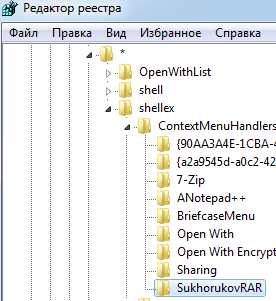 Редактор реестра
Файл Правка Вид Избранное Справка
*
OpenWithList
shell
shellex
ContextMenuHandlers
{90AA3A4E-1CBA-4
{a2a9545d-a0c2-42
7-Zip
ANotepad++
BriefcaseMenu
Open With
Open With Encrypt
Sharing
SukhorukovRAR